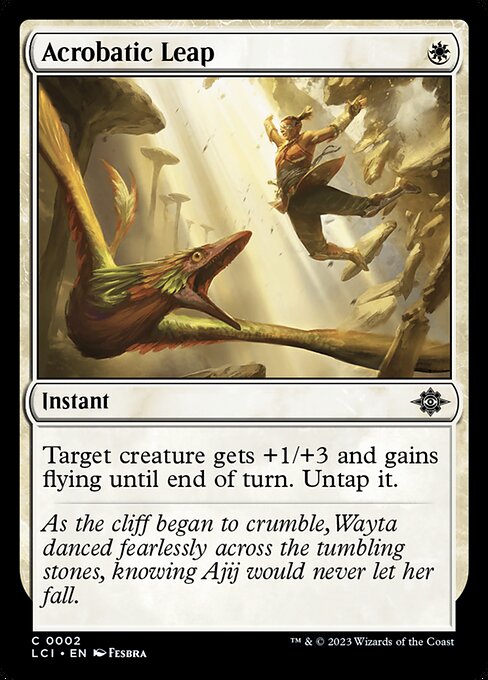 Acrobatic Leap
Instant
Target creature gets +1/+3 and gains
flying until end of turn. Untap it.
As the cliff began to crumble, Wayta
danced fearlessly across the tumbling
stones, knowing Ajij would never let her
fall.
C 0002
LCI • EN Fesbra
™ & © 2023 Wizards of the Coast